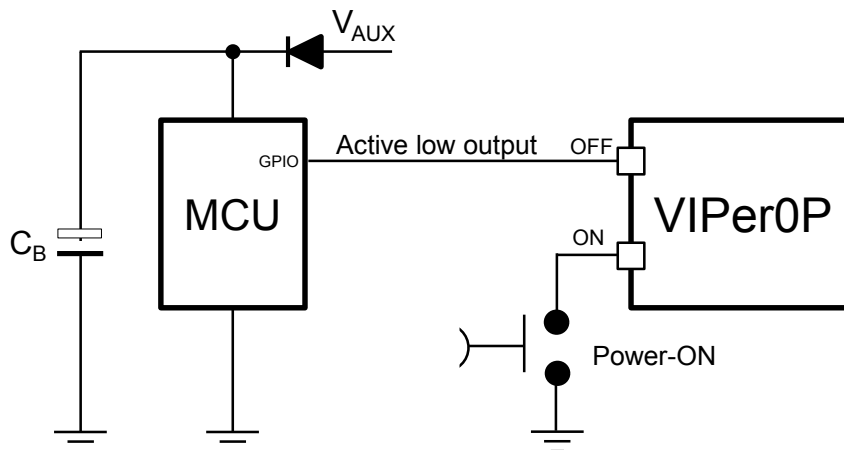 VAUX
Active low output
OFF
GPIO
MCU
VIPer0P
CB
ON
Power-ON